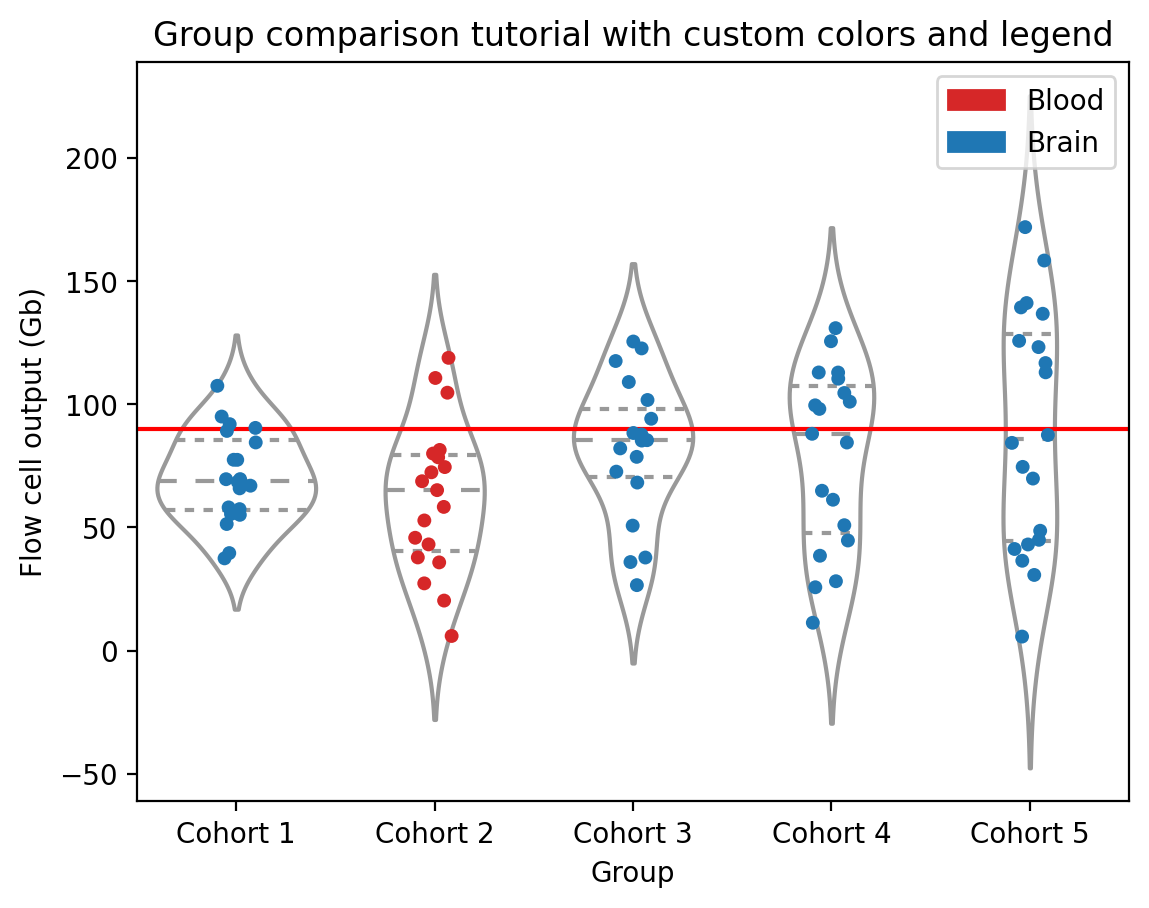 Group comparison tutorial with custom colors and legend
Blood
Brain
200
150
100
50
0
−50
Flow cell output (Gb)
Cohort 1 Cohort 2 Cohort 3 Cohort 4 Cohort 5
Group